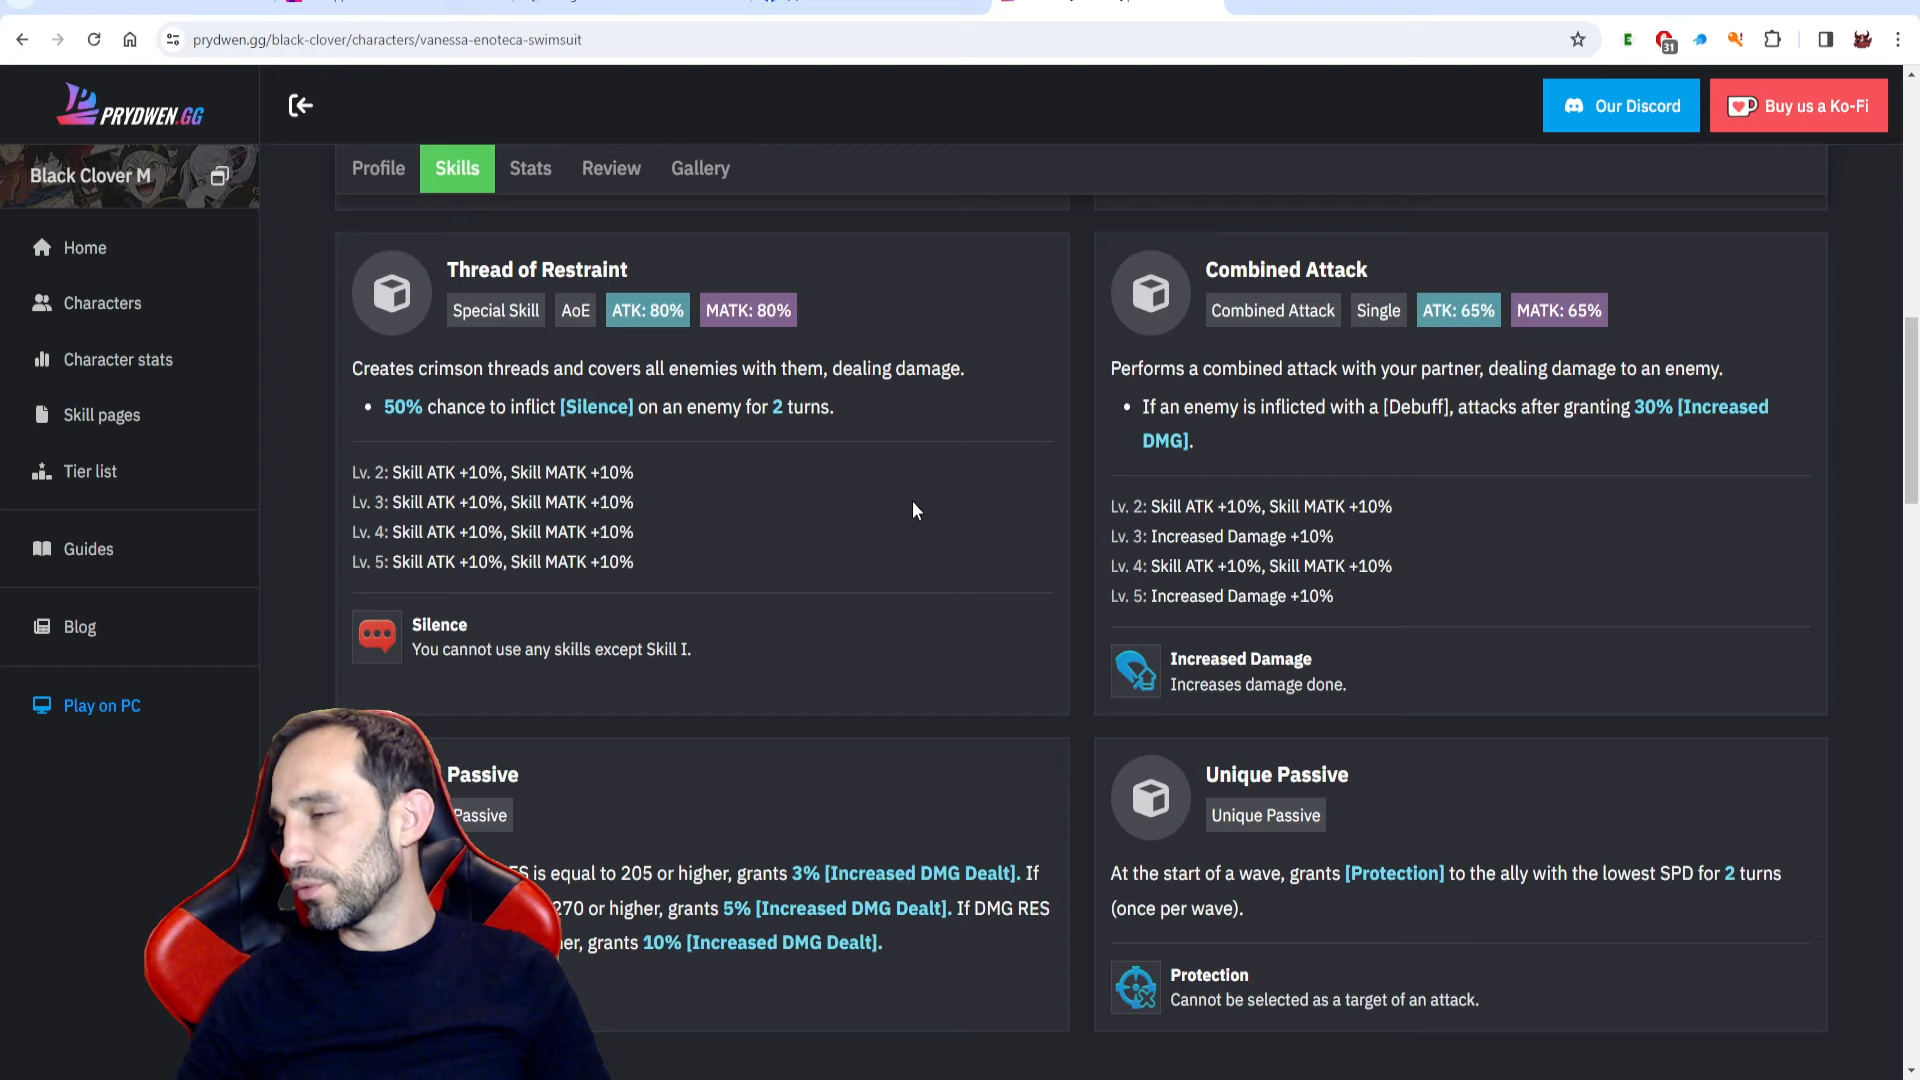 prydwen.gg/black-clover/characters/vanessa-enoteca-swimsuit
31
PRYDWEN.GG
Our Discord
Buy us a Ko-Fi
Black Clover M
Profile
Skills
Stats
Review
Gallery
Home
Characters
Character stats
Skill pages
Tier list
Guides
Blog
Play on PC
Thread of Restraint
Special Skill
AoE
ATK: 80%
MATK: 80%
Creates crimson threads and covers all enemies with them, dealing damage.
• 50% chance to inflict [Silence] on an enemy for 2 turns.
Lv. 2: Skill ATK +10%, Skill MATK +10%
Lv. 3: Skill ATK +10%, Skill MATK +10%
Lv. 4: Skill ATK +10%, Skill MATK +10%
Lv. 5: Skill ATK +10%, Skill MATK +10%
Silence
You cannot use any skills except Skill I.
Combined Attack
Combined Attack
Single
ATK: 65%
MATK: 65%
Performs a combined attack with your partner, dealing damage to an enemy.
• If an enemy is inflicted with a [Debuff], attacks after granting 30% [Increased
DMG].
Lv. 2: Skill ATK +10%, Skill MATK +10%
Lv. 3: Increased Damage +10%
Lv. 4: Skill ATK +10%, Skill MATK +10%
Lv. 5: Increased Damage +10%
Increased Damage
Increases damage done.
Passive
Passive
is equal to 205 or higher, grants 3% [Increased DMG Dealt]. If
270 or higher, grants 5% [Increased DMG Dealt]. If DMG RES
grants 10% [Increased DMG Dealt].
Unique Passive
Unique Passive
At the start of a wave, grants [Protection] to the ally with the lowest SPD for 2 turns
(once per wave).
Protection
Cannot be selected as a target of an attack.